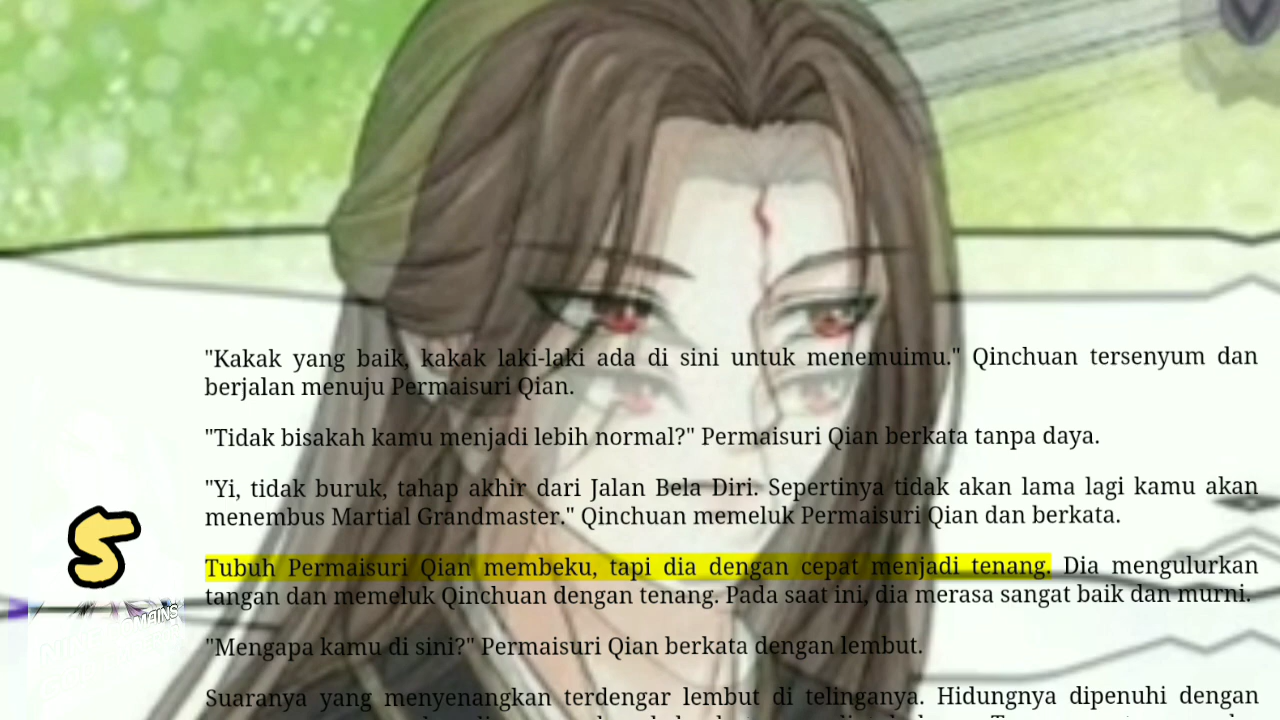 "Kakak yang baik, kakak laki-laki ada di sini untuk menemuimu." Qinchuan tersenyum dan
berjalan menuju Permaisuri Qian.
"Tidak bisakah kamu menjadi lebih normal?" Permaisuri Qian berkata tanpa daya.
"Yi, tidak buruk, tahap akhir dari Jalan Bela Diri. Sepertinya tidak akan lama lagi kamu akan
menembus Martial Grandmaster." Qinchuan memeluk Permaisuri Qian dan berkata.
Tubuh Permaisuri Qian membeku, tapi dia dengan cepat menjadi tenang. Dia mengulurkan
tangan dan memeluk Qinchuan dengan tenang. Pada saat ini, dia merasa sangat baik dan murni.
"Mengapa kamu di sini?" Permaisuri Qian berkata dengan lembut.
Suaranya yang menyenangkan terdengar lembut di telinganya. Hidungnya dipenuhi dengan
S